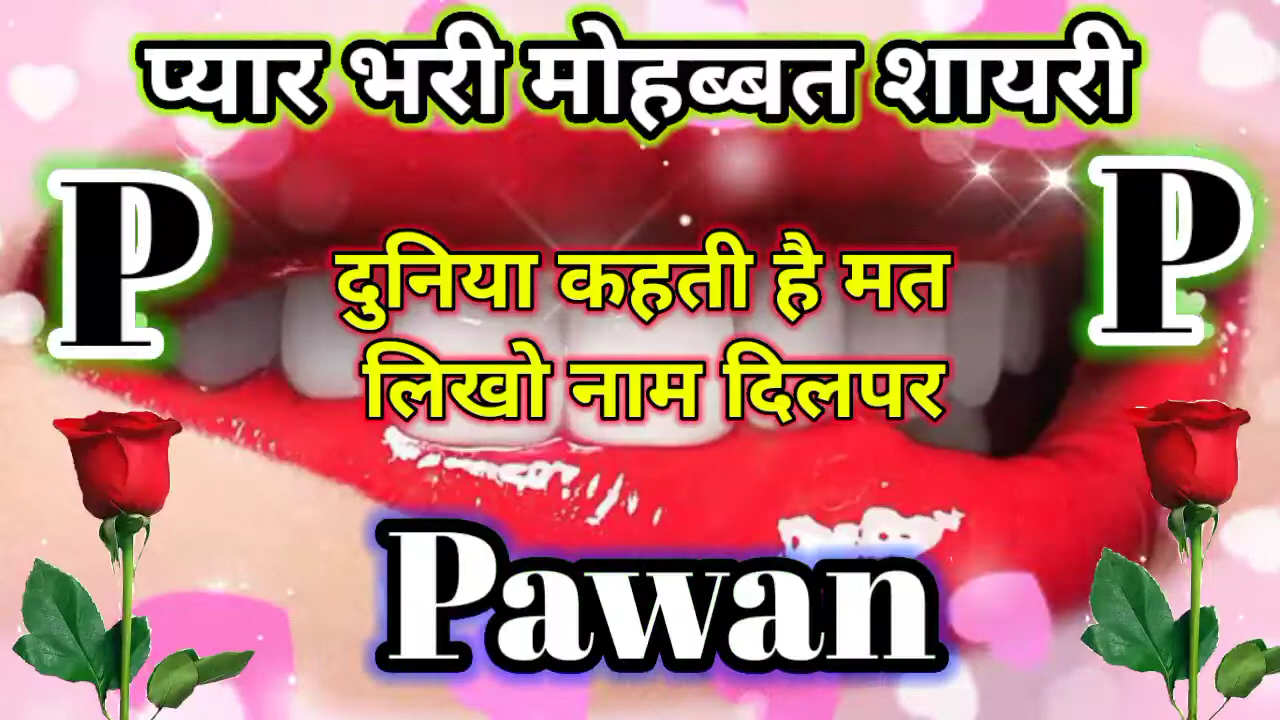 प्यार भरी मोहब्बत शायरी
P P
दुनिया कहती है मत
लिखो नाम दिलपर
Pawan